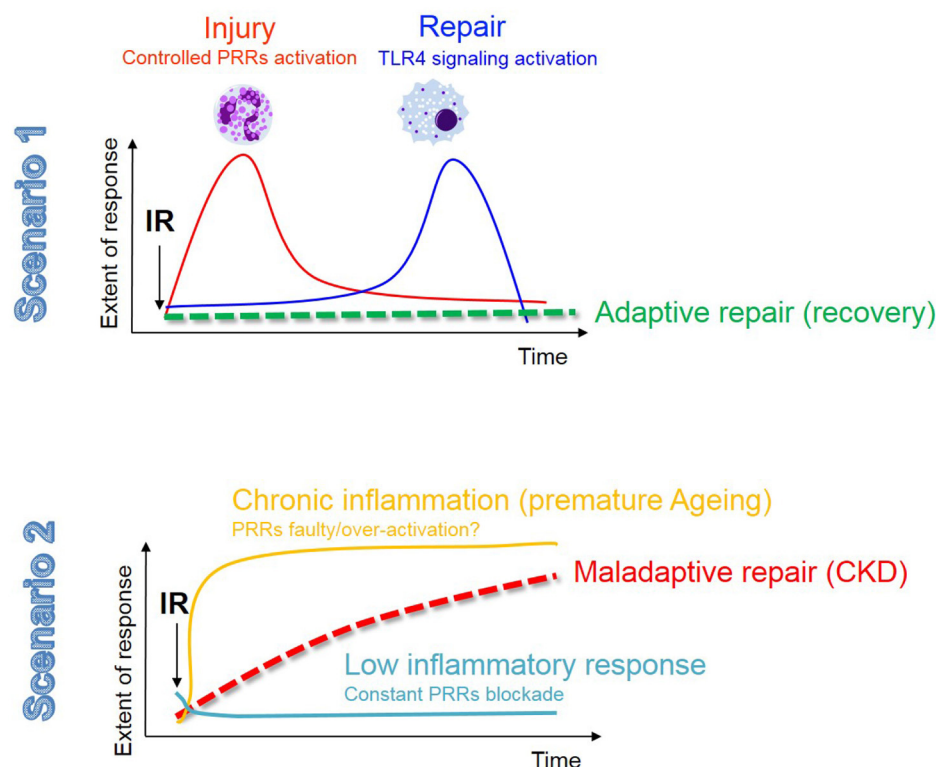 Scenario 1
Injury
Controlled PRRs activation
Repair
TLR4 signaling activation
Extent of response
IR
Adaptive repair (recovery)
Time
Scenario 2
Chronic inflammation (premature Ageing)
PRRs faulty/over-activation?
Extent of response
IR
Maladaptive repair (CKD)
Low inflammatory response
Constant PRRs blockade
Time